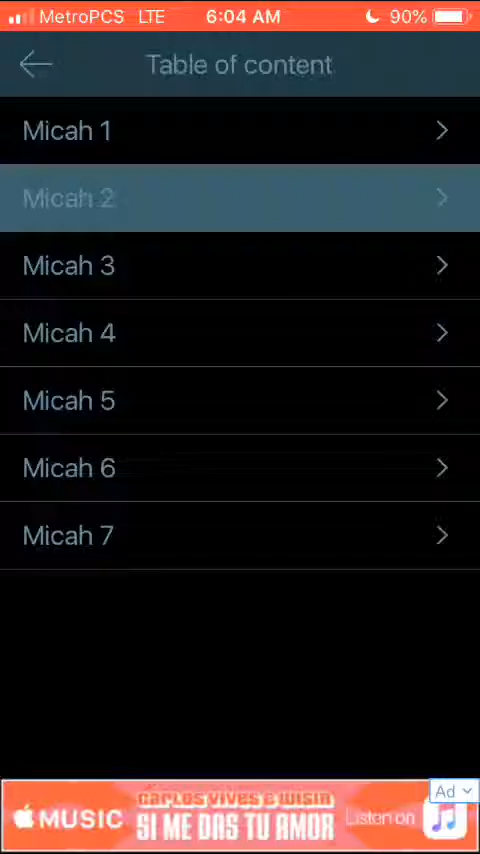 MetroPCS LTE 6:04 AM 90%
Table of content
Micah 1
Micah 2
Micah 3
Micah 4
Micah 5
Micah 6
Micah 7
Ad
CARLOS VIVES & WISIN
MUSIC SI ME DAS TU AMOR Listen on